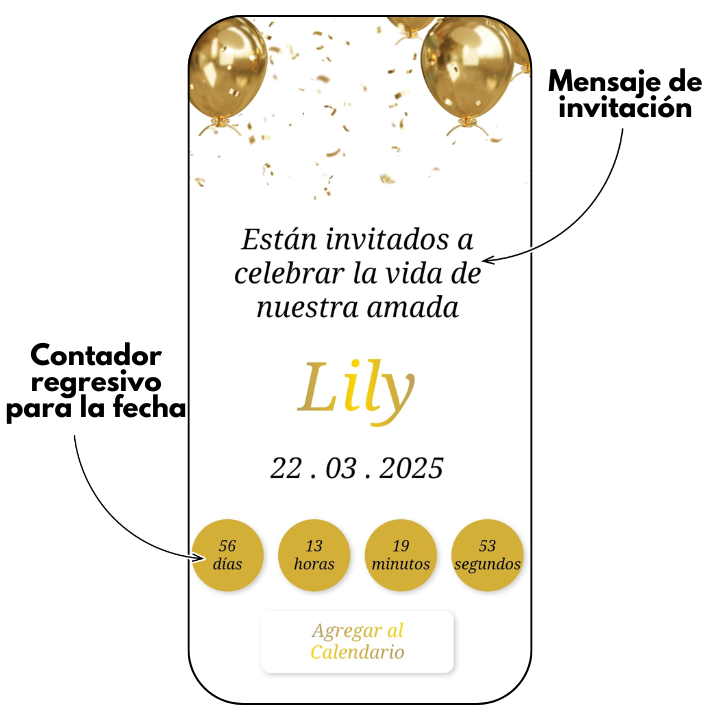 Mensaje de
invitación
Están invitados a
celebrar la vida de
nuestra amada
Lily
Contador
regresivo
para la fecha
22 . 03 . 2025
56
días
13
horas
19
minutos
53
segundos
Agregar al
Calendario